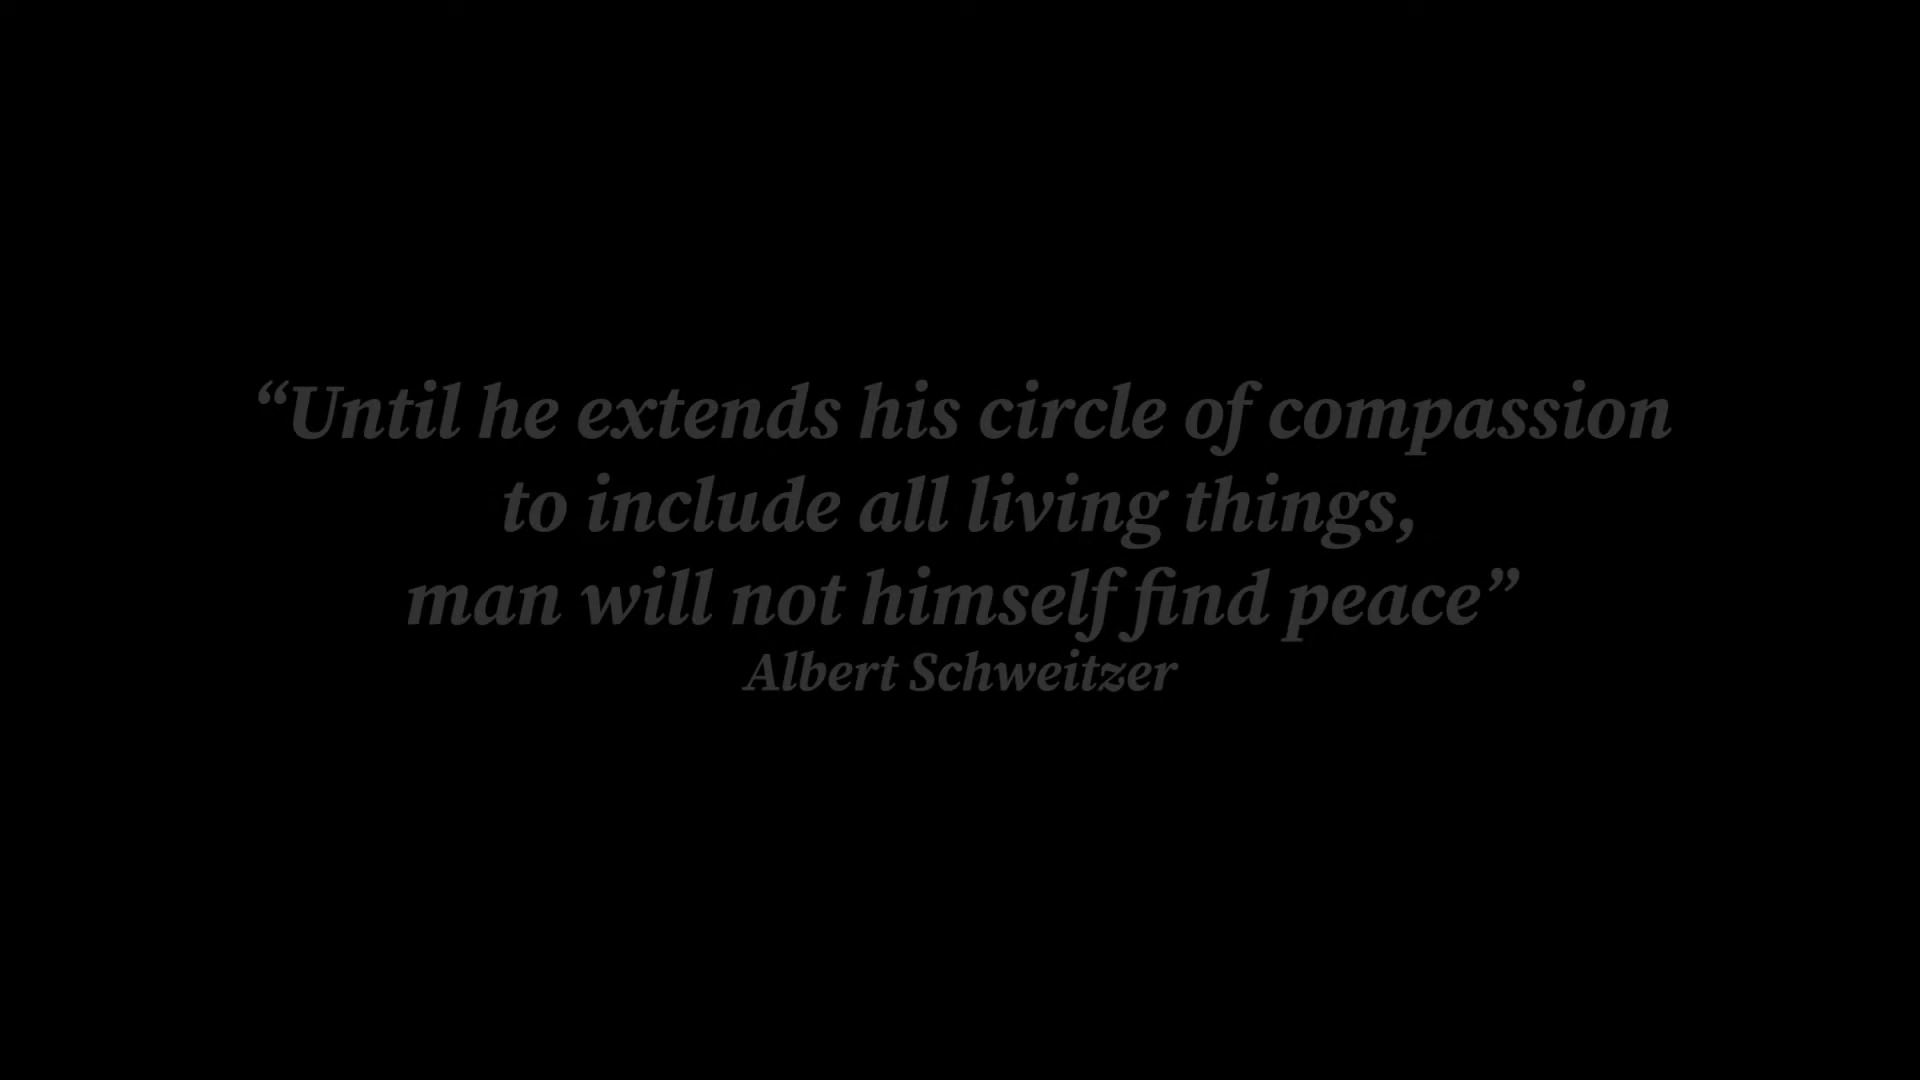 “Until he extends his circle of compassion
to include all living things,
man will not himself find peace”
Albert Schweitzer